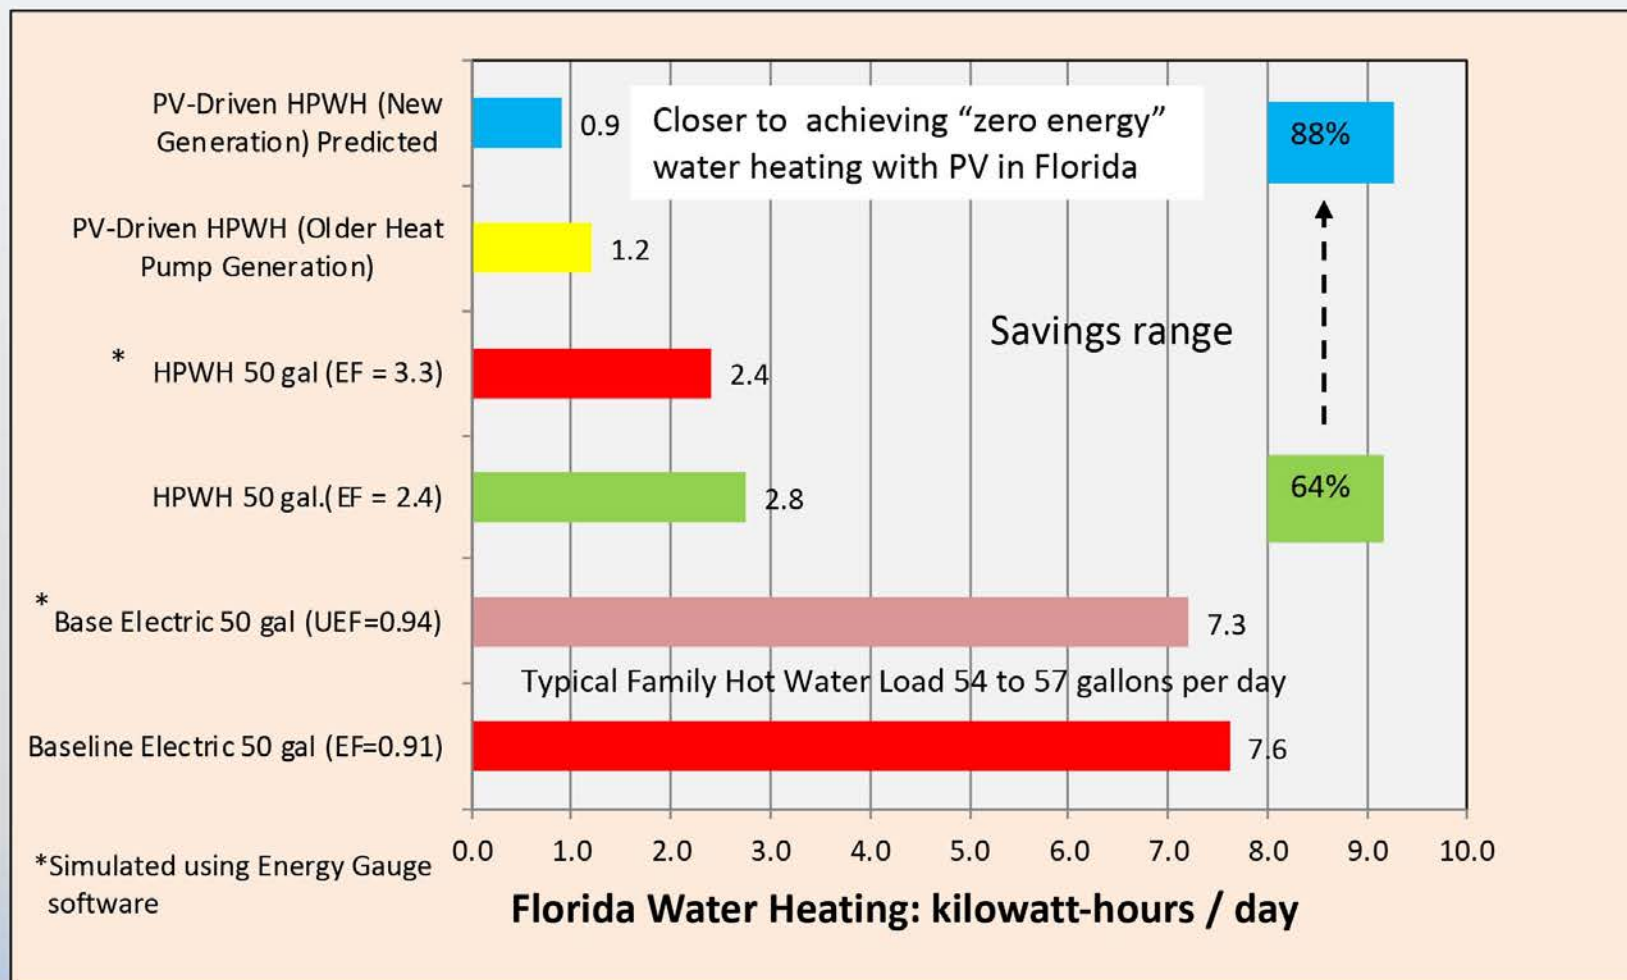 PV-Driven HPWH (New
Generation) Predicted
0.9
Closer to achieving “zero energy”
water heating with PV in Florida
88%
PV-Driven HPWH (Older Heat
Pump Generation)
1.2
Savings range
* HPWH 50 gal (EF = 3.3)
2.4
HPWH 50 gal.(EF = 2.4)
2.8
64%
* Base Electric 50 gal (UEF=0.94)
7.3
Typical Family Hot Water Load 54 to 57 gallons per day
Baseline Electric 50 gal (EF=0.91)
7.6
0.0 1.0 2.0 3.0 4.0 5.0 6.0 7.0 8.0 9.0 10.0
*Simulated using Energy Gauge
software
Florida Water Heating: kilowatt-hours / day